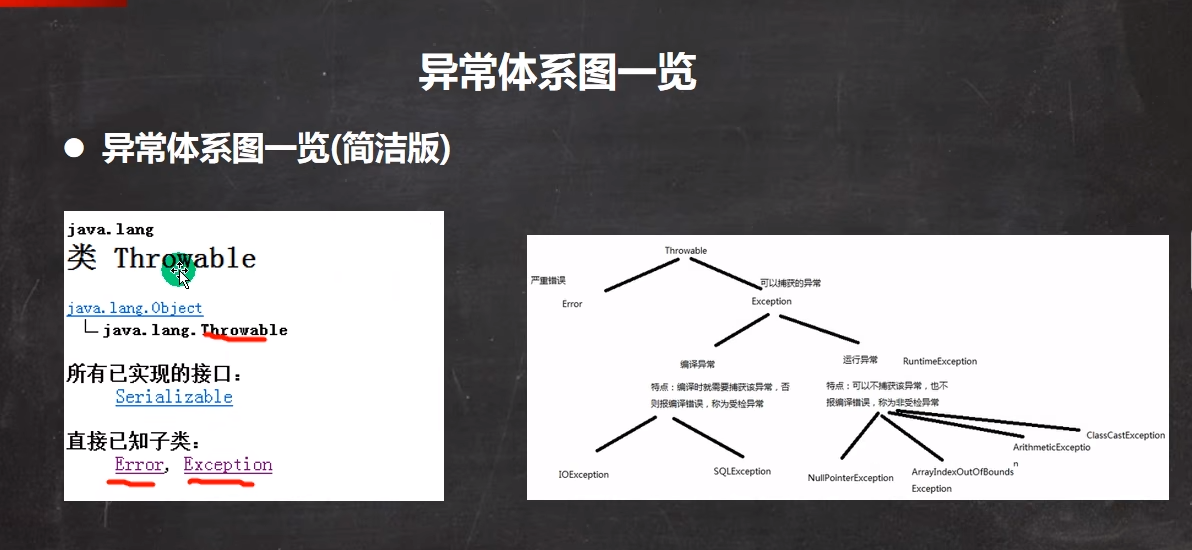 异常体系图一览
● 异常体系图一览(简洁版)
java.lang
类 Throwable
java.lang.Object
java.lang.Throwable
所有已实现的接口：
Serializable
直接已知子类：
Error, Exception
Throwable
严重错误
可以捕获的异常
Error
Exception
编译异常
运行异常
RuntimeException
特点：编译时就需要捕获该异常，否
则报编译错误，称为受检异常
特点：可以不捕获该异常，也不
报编译错误，称为非受检异常
IOException
SQLException
NullPointerException
ArrayIndexOutOfBounds
Exception
ArithmeticExceptio
n
ClassCastException